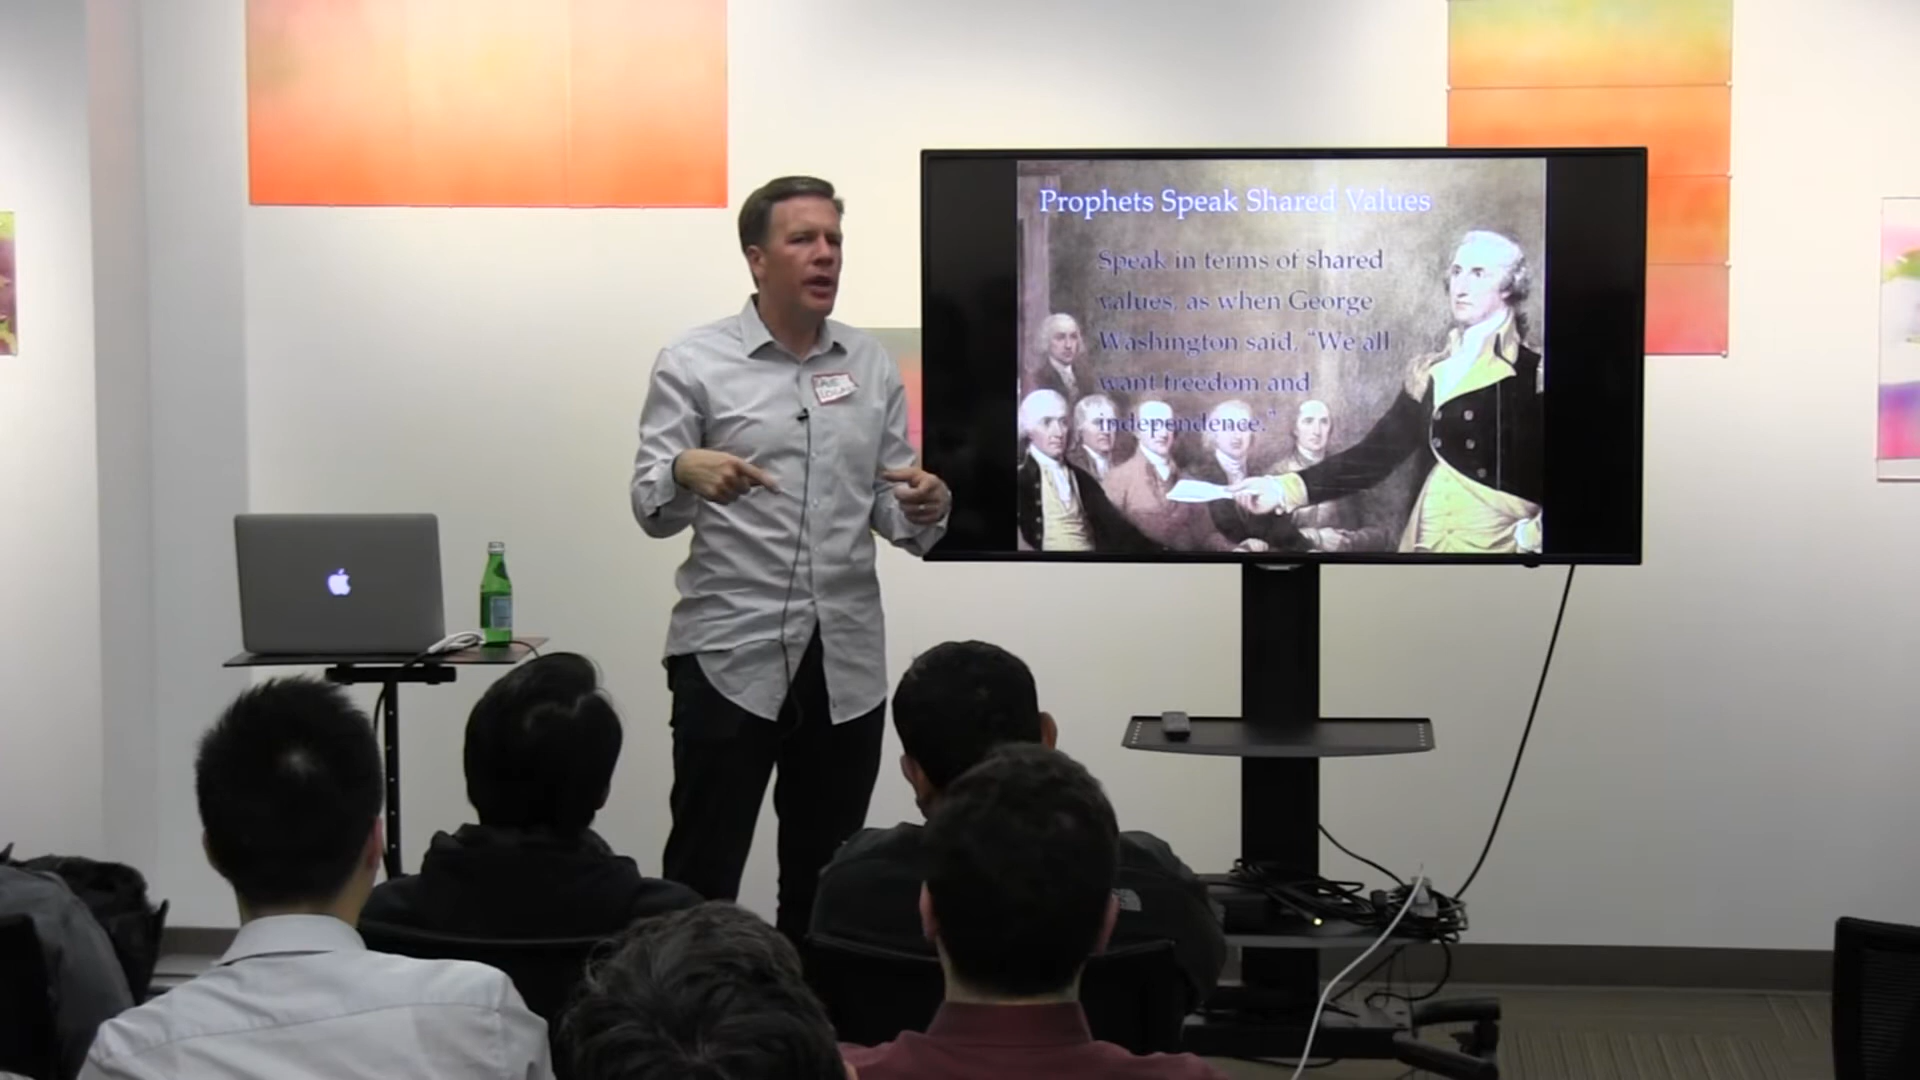 Prophets Speak Shared Values
Speak in terms of shared
values, as when George
Washington said, "We all
want freedom and
independence."